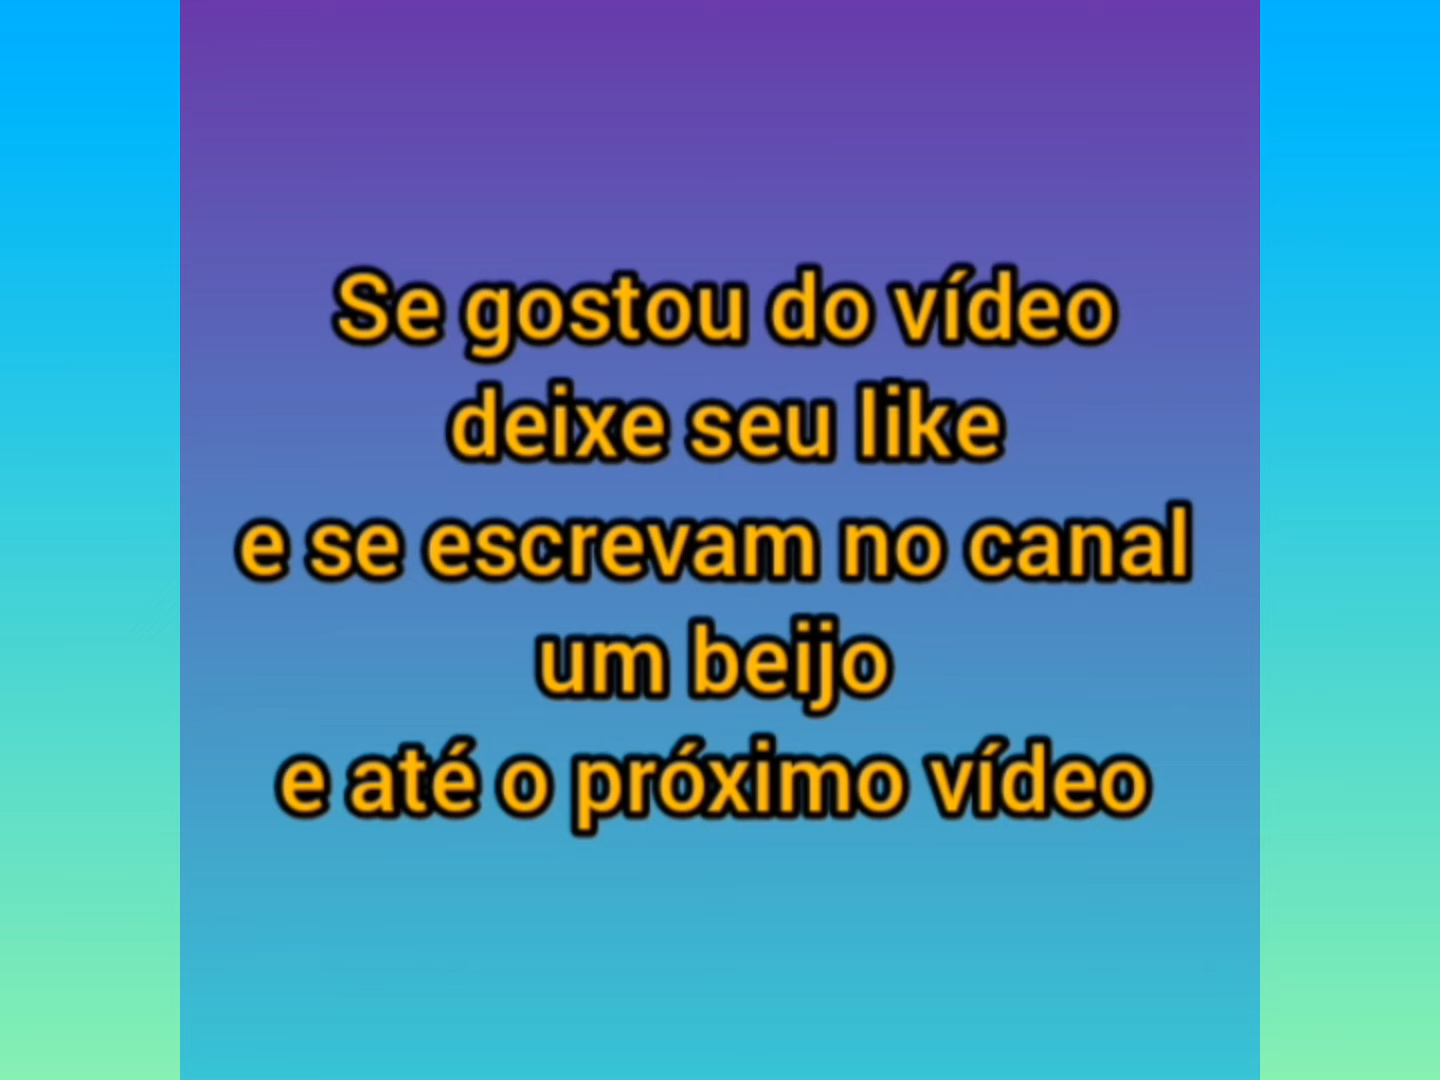 Se gostou do vídeo
deixe seu like
e se escrevam no canal
um beijo
e até o próximo vídeo